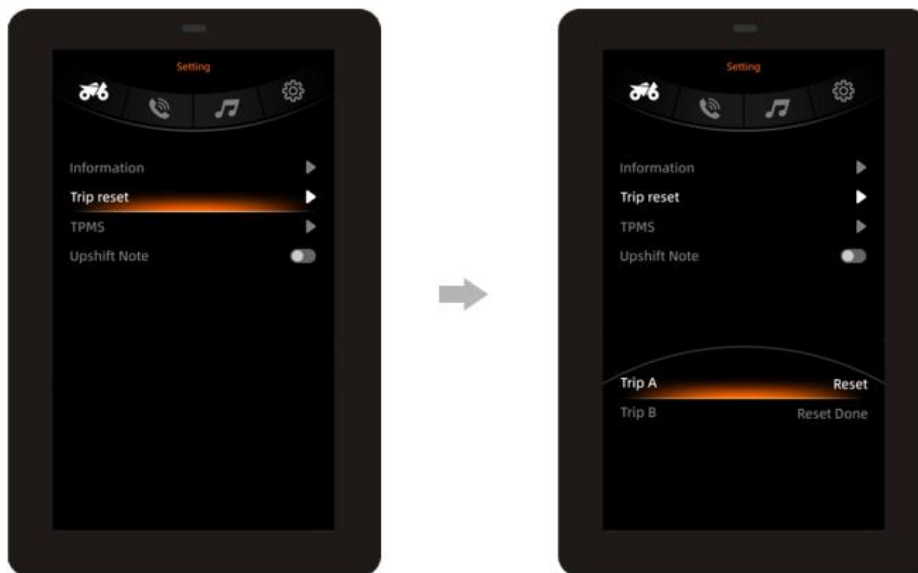 Setting
Information
Trip reset
TPMS
Upshift Note
Setting
Information
Trip reset
TPMS
Upshift Note
Trip A Reset
Trip B Reset Done